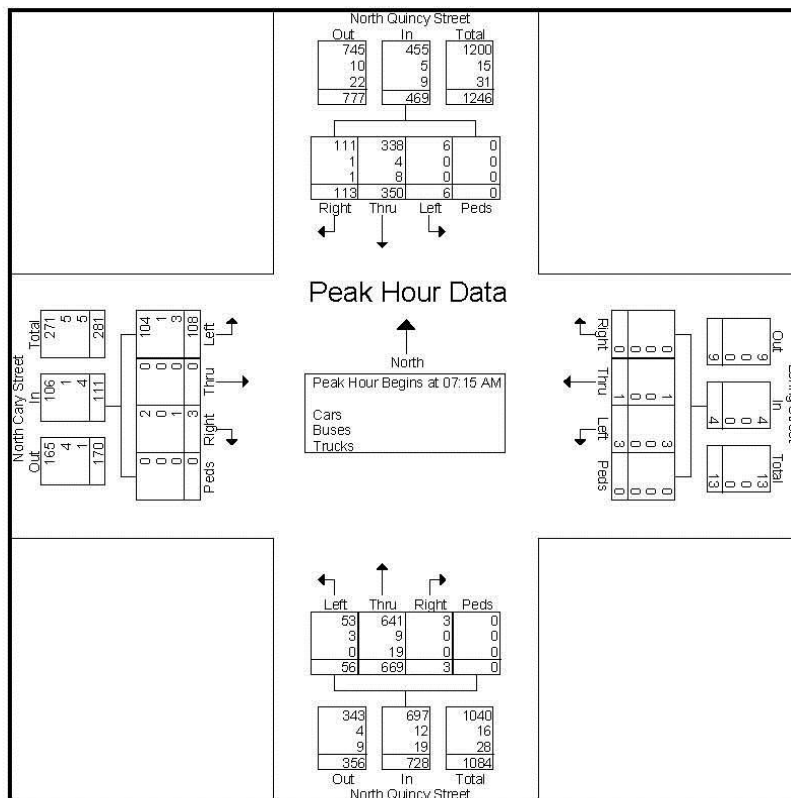 North Quincy Street
Out In Total
745 455 1200
10 5 15
22 9 31
777 469 1246
111 338 6 0
1 4 0 0
1 8 0 0
113 350 6 0
Right Thru Left Peds
Peak Hour Data
North
Peak Hour Begins at 07:15 AM
Cars
Buses
Trucks
North Cary Street
Total In Out
271 106 165
5 1 4
5 4 1
281 111 170
104 0 2 0
1 0 0 0
3 0 1 0
108 0 3 0
Left Thru Right Peds
Right Thru Left Peds
0 1 3 0
0 0 0 0
0 0 0 0
0 1 3 0
Out In Total
9 4 13
0 0 0
0 0 0
9 4 13
Left Thru Right Peds
53 641 3 0
3 9 0 0
0 19 0 0
56 669 3 0
343 697 1040
4 12 16
9 19 28
356 728 1084
Out In Total
North Quincy Street